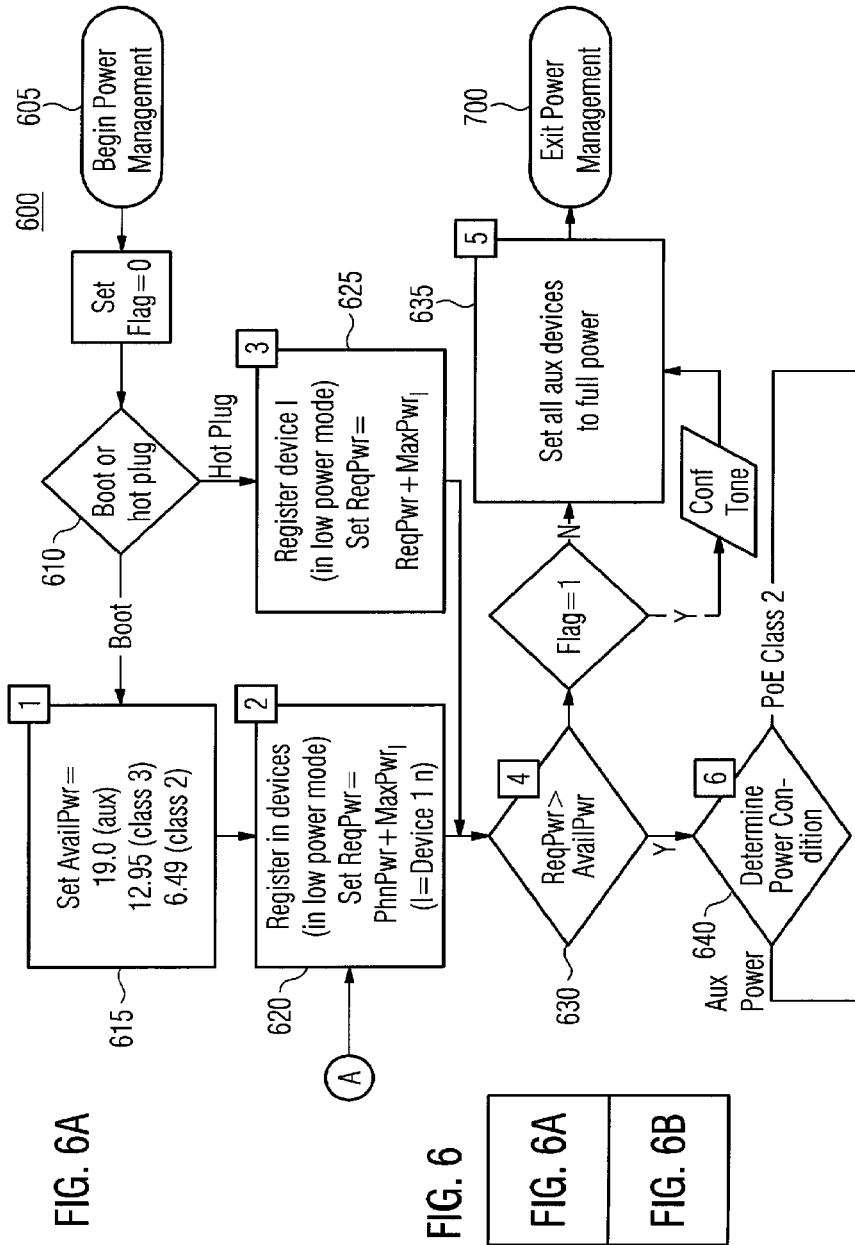 FIG. 6A
600
605
Begin Power
Management
Set
Flag=0
610
Boot or
hot plug
Boot
Hot Plug
1
Set AvailPwr=
19.0 (aux)
12.95 (class 3)
6.49 (class 2)
615
2
Register in devices
(in low power mode)
Set ReqPwr=
PhnPwr+MaxPwrI
(I=Device 1 n)
620
A
3
Register device I
(in low power mode)
Set ReqPwr=
ReqPwr+MaxPwrI
625
4
ReqPwr>
AvailPwr
630
Y
Flag=1
N
Y
Conf
Tone
5
Set all aux devices
to full power
635
Exit Power
Management
700
6
Determine
Power Con-
dition
640
Aux
Power
PoE Class 2
FIG. 6
FIG. 6A
FIG. 6B